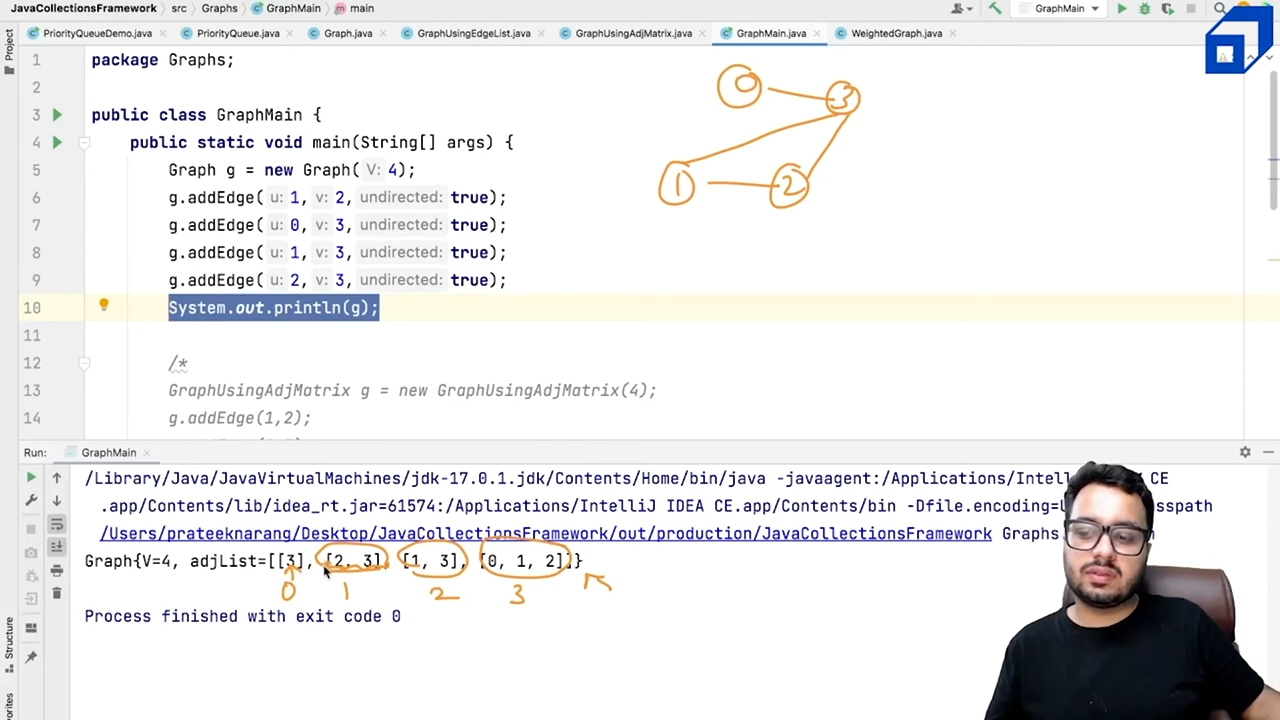 JavaCollectionsFramework › src › Graphs › GraphMain › main
GraphMain
PriorityQueueDemo.java
PriorityQueue.java
Graph.java
GraphUsingEdgeList.java
GraphUsingAdjMatrix.java
GraphMain.java
WeightedGraph.java
Project
1 package Graphs;
2
3 public class GraphMain {
4 public static void main(String[] args) {
5 Graph g = new Graph( V: 4);
6 g.addEdge( u: 1, v: 2, undirected: true);
7 g.addEdge( u: 0, v: 3, undirected: true);
8 g.addEdge( u: 1, v: 3, undirected: true);
9 g.addEdge( u: 2, v: 3, undirected: true);
10 System.out.println(g);
11
12 /*
13 GraphUsingAdjMatrix g = new GraphUsingAdjMatrix(4);
14 g.addEdge(1,2);
0 3
1 2
Run: GraphMain
/Library/Java/JavaVirtualMachines/jdk-17.0.1.jdk/Contents/Home/bin/java -javaagent:/Applications/IntelliJ IDEA CE
.app/Contents/lib/idea_rt.jar=61574:/Applications/IntelliJ IDEA CE.app/Contents/bin -Dfile.encoding=
/Users/prateeknarang/Desktop/JavaCollectionsFramework/out/production/JavaCollectionsFramework Graphs
Graph{V=4, adjList=[[3], [2, 3], [1, 3], [0, 1, 2]]}
0 1 2 3
Process finished with exit code 0
Structure